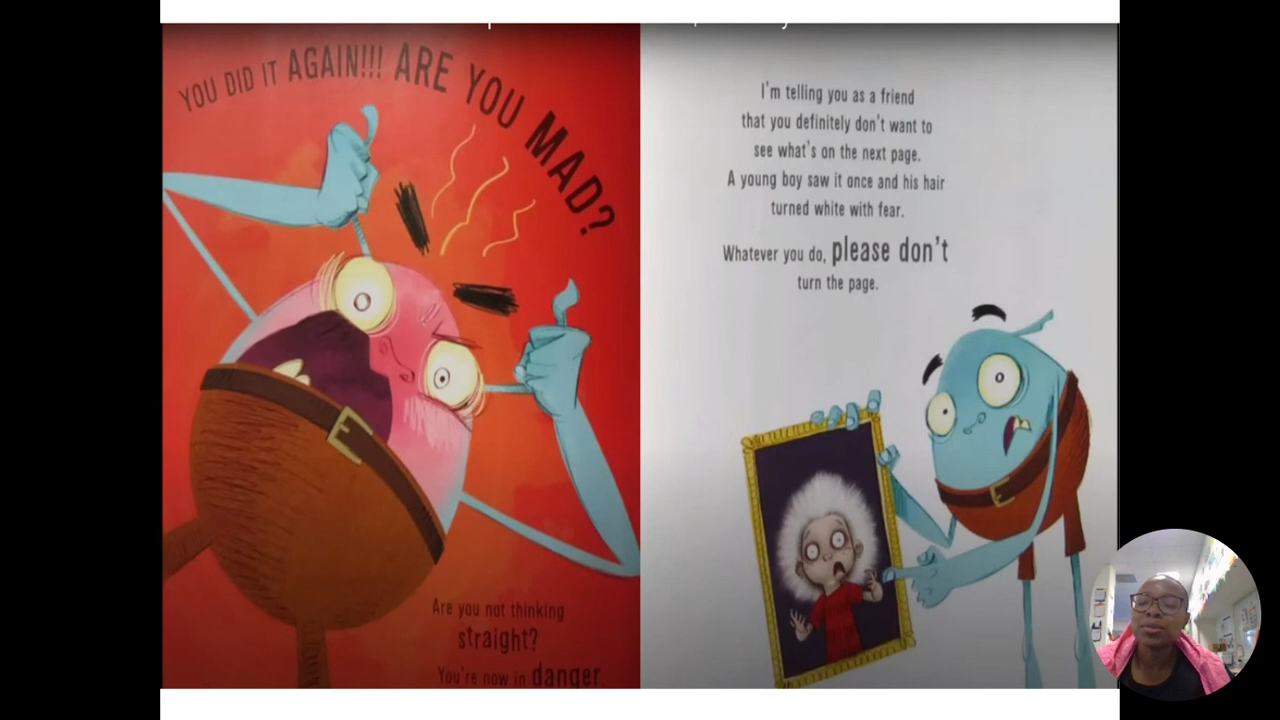 YOU DID IT AGAIN!!! ARE YOU MAD?
Are you not thinking
straight?
You're now in danger.
I'm telling you as a friend
that you definitely don't want to
see what's on the next page.
A young boy saw it once and his hair
turned white with fear.
Whatever you do, please don't
turn the page.